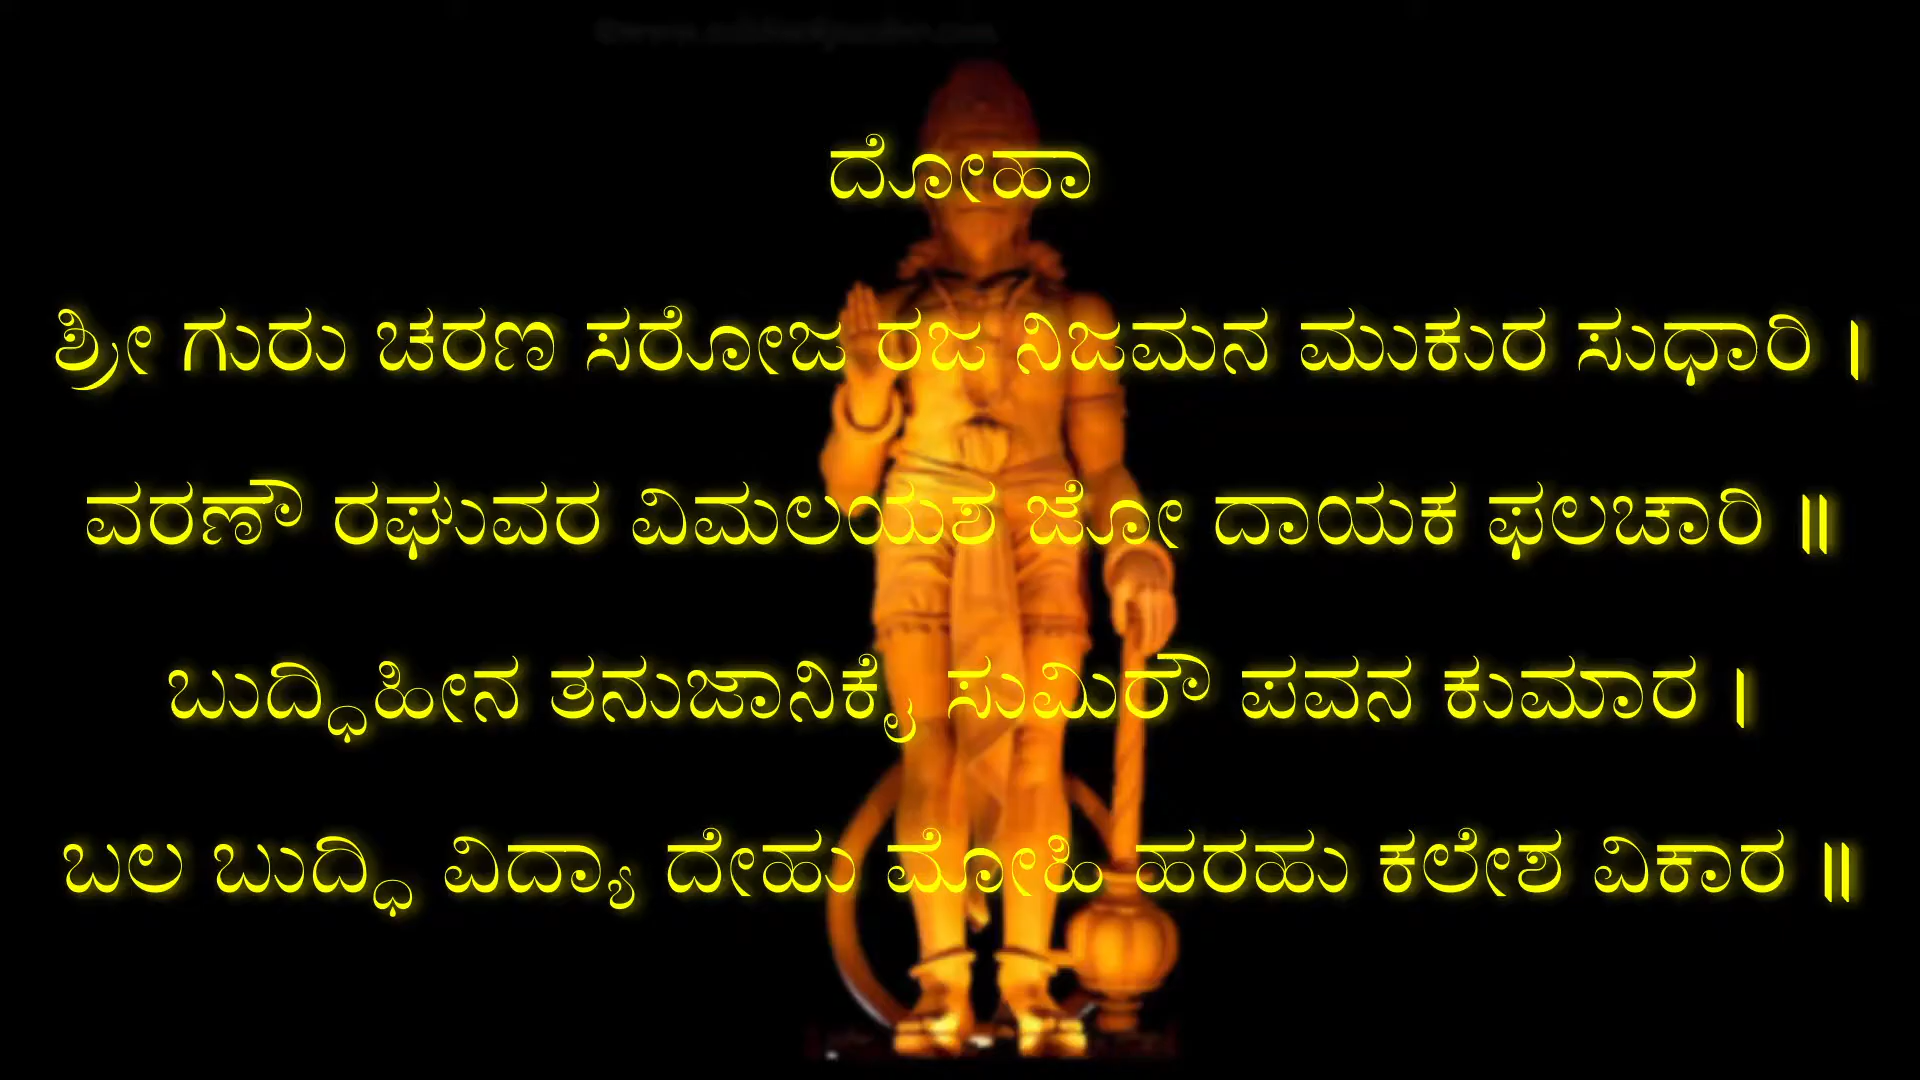 ದೋಹಾ
ಶ್ರೀ ಗುರು ಚರಣ ಸರೋಜ ರಜ ನಿಜಮನ ಮುಕುರ ಸುಧಾರಿ ।
ವರಣೌ ರಘುವರ ವಿಮಲಯಶ ಜೋ ದಾಯಕ ಫಲಚಾರಿ ॥
ಬುದ್ಧಿಹೀನ ತನುಜಾನಿಕೈ ಸುಮಿರೌ ಪವನ ಕುಮಾರ ।
ಬಲ ಬುದ್ಧಿ ವಿದ್ಯಾ ದೇಹು ಮೋಹಿ ಹರಹು ಕಲೇಶ ವಿಕಾರ ॥